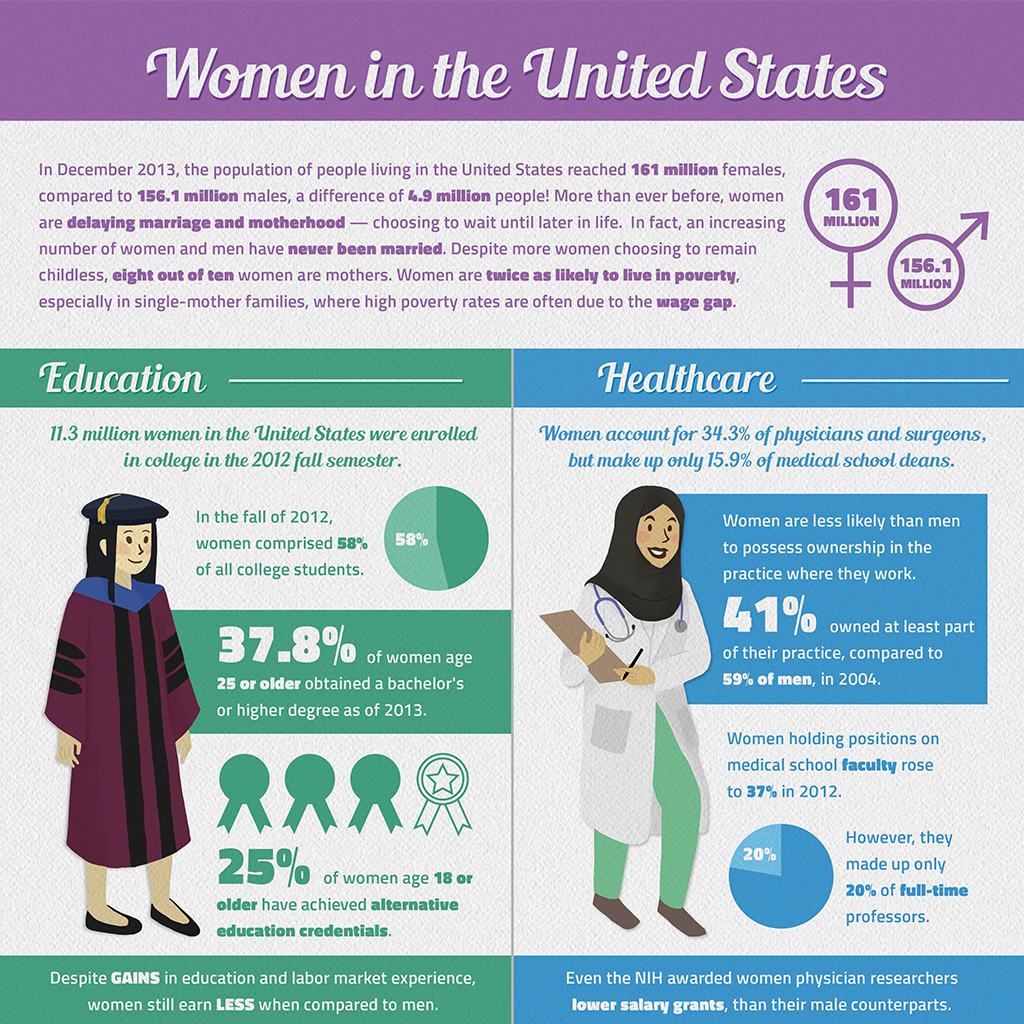 Women in the United States
In December 2013, the population of people living in the United States reached 161 million females,
compared to 156.1 million males, a difference of 4.9 million people! More than ever before, women
are delaying marriage and motherhood — choosing to wait until later in life. In fact, an increasing
number of women and men have never been married. Despite more women choosing to remain
childless, eight out of ten women are mothers. Women are twice as likely to live in poverty,
especially in single-mother families, where high poverty rates are often due to the wage gap.
161
MILLION
156.1
MILLION
Education
11.3 million women in the United States were enrolled
in college in the 2012 fall semester.
In the fall of 2012,
women comprised 58%
of all college students.
58%
37.8% of women age
25 or older obtained a bachelor's
or higher degree as of 2013.
25% of women age 18 or
older have achieved alternative
education credentials.
Despite GAINS in education and labor market experience,
women still earn LESS when compared to men.
Healthcare
Women account for 34.3% of physicians and surgeons,
but make up only 15.9% of medical school deans.
Women are less likely than men
to possess ownership in the
practice where they work.
41% owned at least part
of their practice, compared to
59% of men, in 2004.
Women holding positions on
medical school faculty rose
to 37% in 2012.
20%
However, they
made up only
20% of full-time
professors.
Even the NIH awarded women physician researchers
lower salary grants, than their male counterparts.